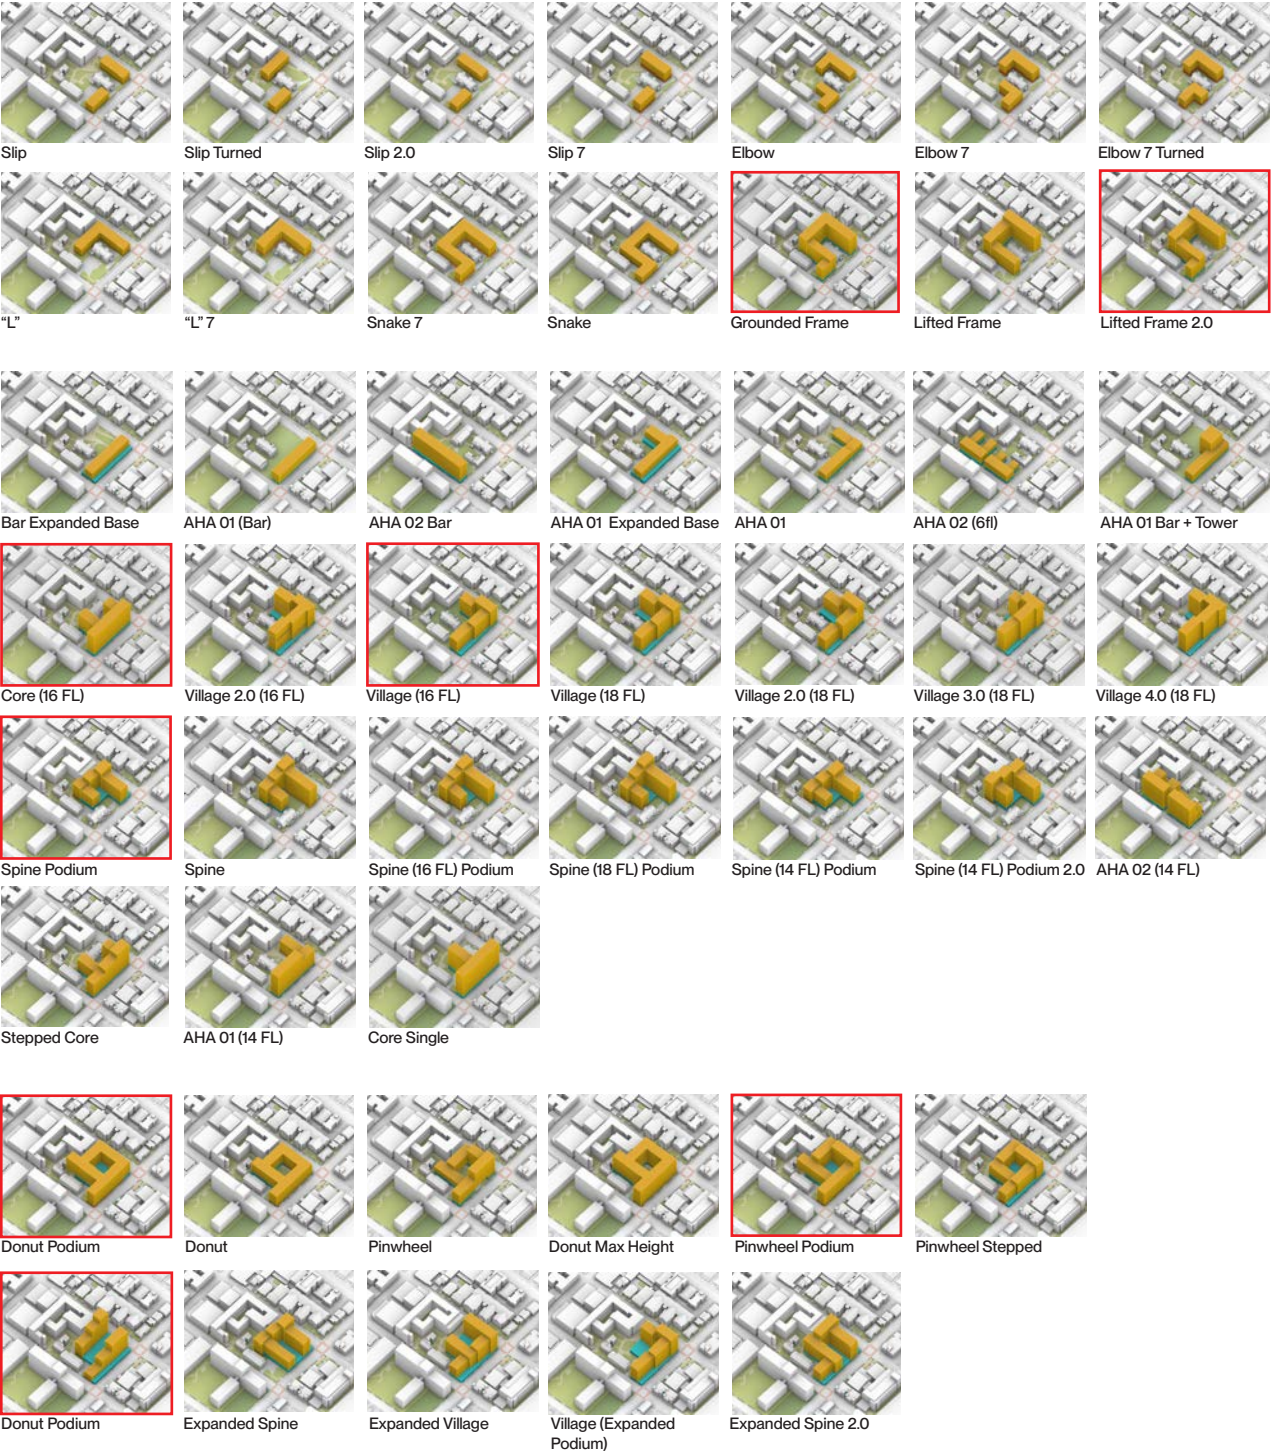 Slip
Slip Turned
Slip 2.0
Slip 7
Elbow
Elbow 7
Elbow 7 Turned
“L”
“L” 7
Snake 7
Snake
Grounded Frame
Lifted Frame
Lifted Frame 2.0
Bar Expanded Base
AHA 01 (Bar)
AHA 02 Bar
AHA 01 Expanded Base
AHA 01
AHA 02 (6fl)
AHA 01 Bar + Tower
Core (16 FL)
Village 2.0 (16 FL)
Village (16 FL)
Village (18 FL)
Village 2.0 (18 FL)
Village 3.0 (18 FL)
Village 4.0 (18 FL)
Spine Podium
Spine
Spine (16 FL) Podium
Spine (18 FL) Podium
Spine (14 FL) Podium
Spine (14 FL) Podium 2.0
AHA 02 (14 FL)
Stepped Core
AHA 01 (14 FL)
Core Single
Donut Podium
Donut
Pinwheel
Donut Max Height
Pinwheel Podium
Pinwheel Stepped
Donut Podium
Expanded Spine
Expanded Village
Village (Expanded
Podium)
Expanded Spine 2.0